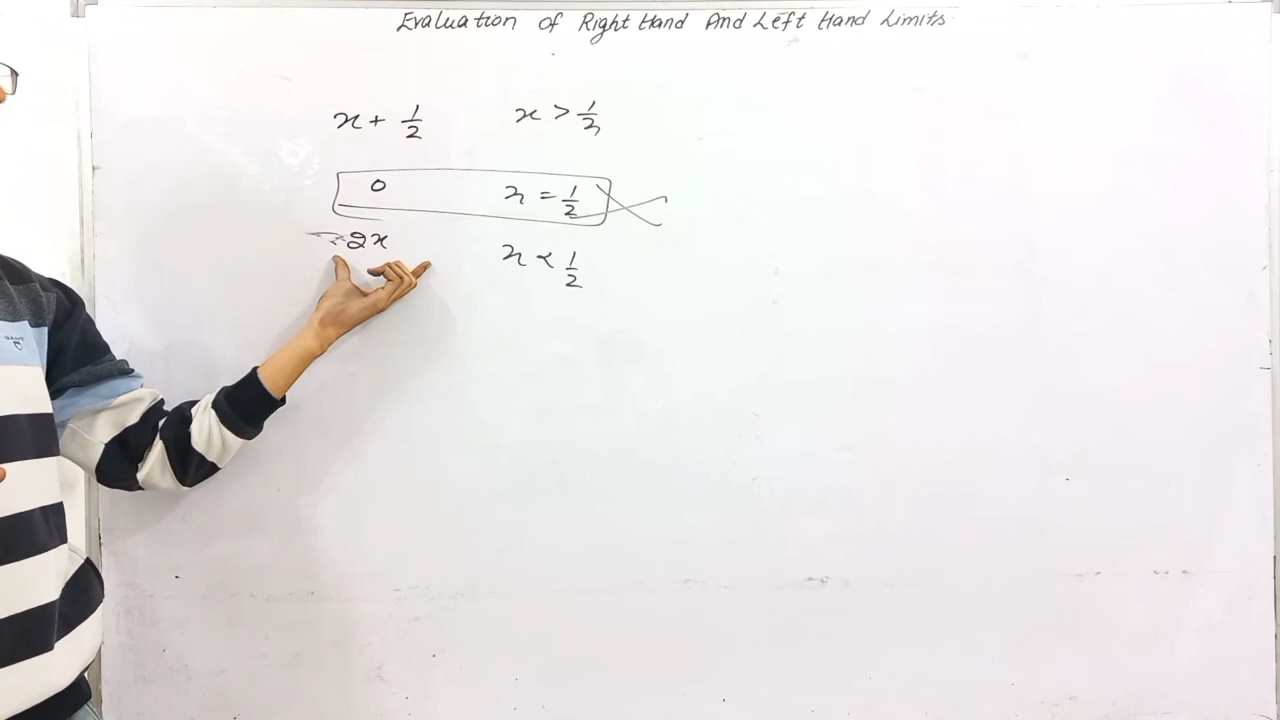 Evaluation of Right Hand And Left Hand Limits.
x + 1/2 x > 1/2
0 x = 1/2
2x x < 1/2